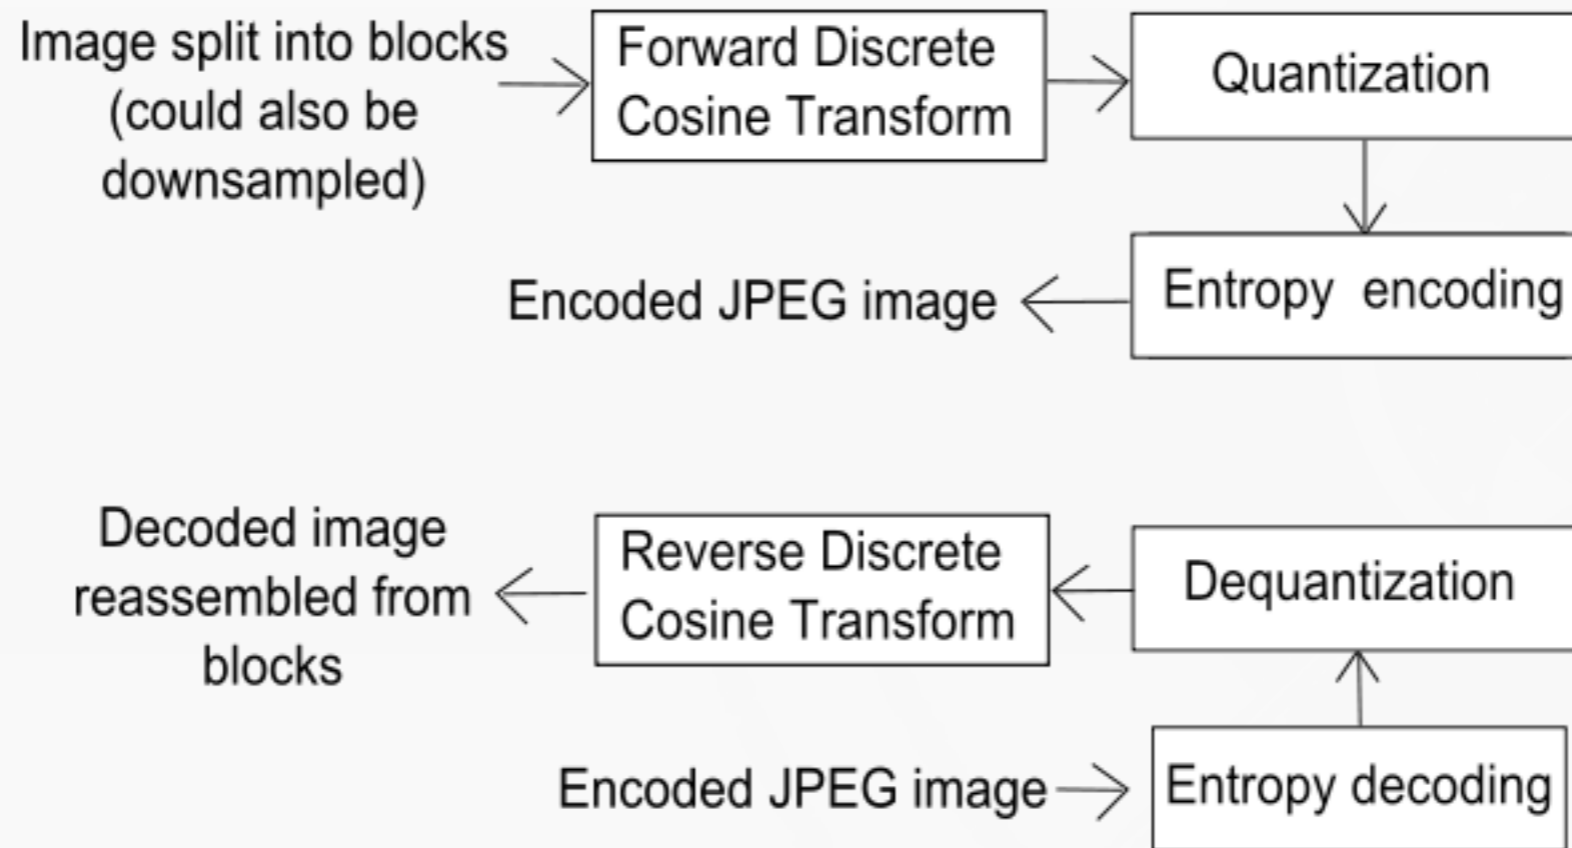 Image split into blocks
(could also be
downsampled)
Forward Discrete
Cosine Transform
Quantization
Entropy encoding
Encoded JPEG image
Encoded JPEG image
Entropy decoding
Dequantization
Reverse Discrete
Cosine Transform
Decoded image
reassembled from
blocks